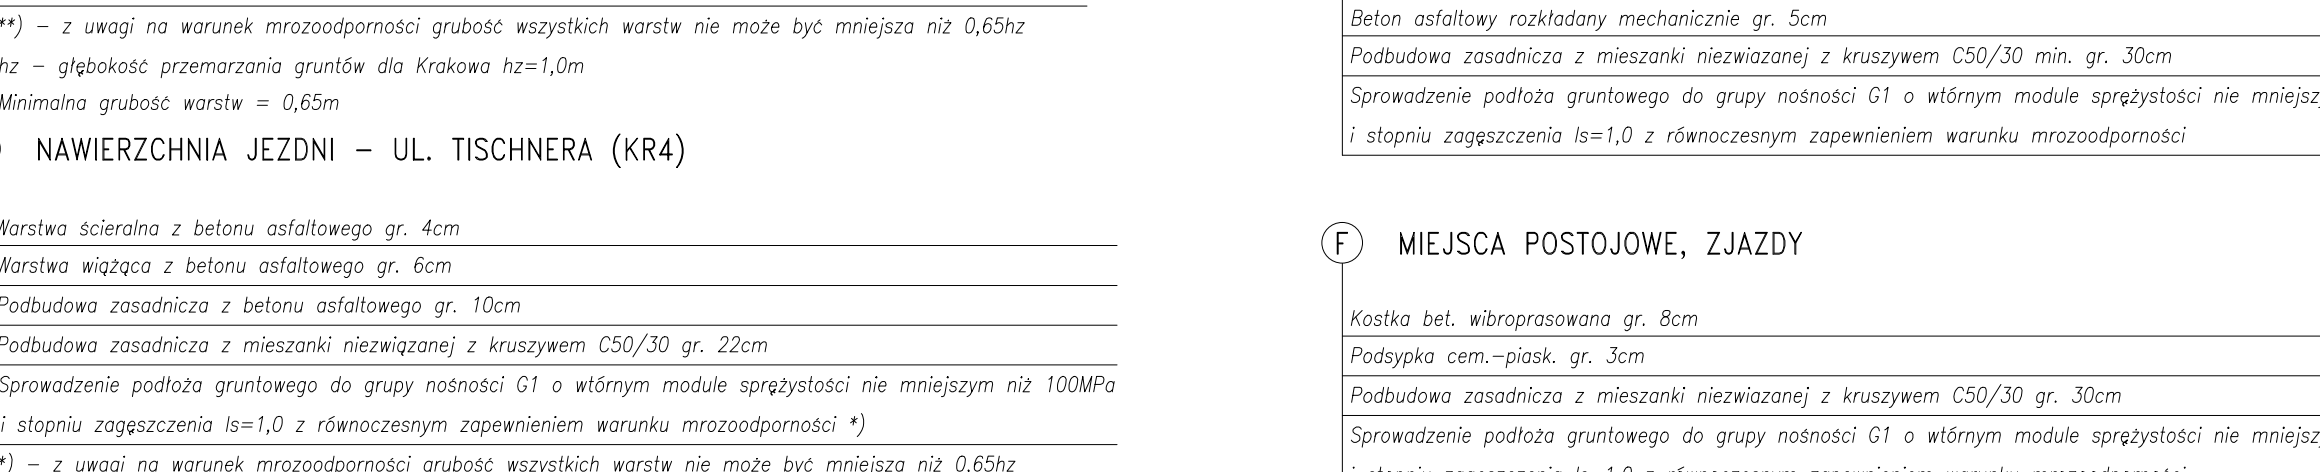 **) – z uwagi na warunek mrozoodporności grubość wszystkich warstw nie może być mniejsza niż 0,65hz
hz – głębokość przemarzania gruntów dla Krakowa hz=1,0m
Minimalna grubość warstw = 0,65m
NAWIERZCHNIA JEZDNI – UL. TISCHNERA (KR4)
Warstwa ścieralna z betonu asfaltowego gr. 4cm
Warstwa wiążąca z betonu asfaltowego gr. 6cm
Podbudowa zasadnicza z betonu asfaltowego gr. 10cm
Podbudowa zasadnicza z mieszanki niezwiązanej z kruszywem C50/30 gr. 22cm
Sprowadzenie podłoża gruntowego do grupy nośności G1 o wtórnym module sprężystości nie mniejszym niż 100MPa
i stopniu zagęszczenia Is=1,0 z równoczesnym zapewnieniem warunku mrozoodporności *)
*) – z uwagi na warunek mrozoodporności grubość wszystkich warstw nie może być mniejsza niż 0,65hz
Beton asfaltowy rozkładany mechanicznie gr. 5cm
Podbudowa zasadnicza z mieszanki niezwiazanej z kruszywem C50/30 min. gr. 30cm
Sprowadzenie podłoża gruntowego do grupy nośności G1 o wtórnym module sprężystości nie mniejsz
i stopniu zagęszczenia Is=1,0 z równoczesnym zapewnieniem warunku mrozoodporności
F MIEJSCA POSTOJOWE, ZJAZDY
Kostka bet. wibroprasowana gr. 8cm
Podsypka cem.–piask. gr. 3cm
Podbudowa zasadnicza z mieszanki niezwiazanej z kruszywem C50/30 gr. 30cm
Sprowadzenie podłoża gruntowego do grupy nośności G1 o wtórnym module sprężystości nie mniejsz